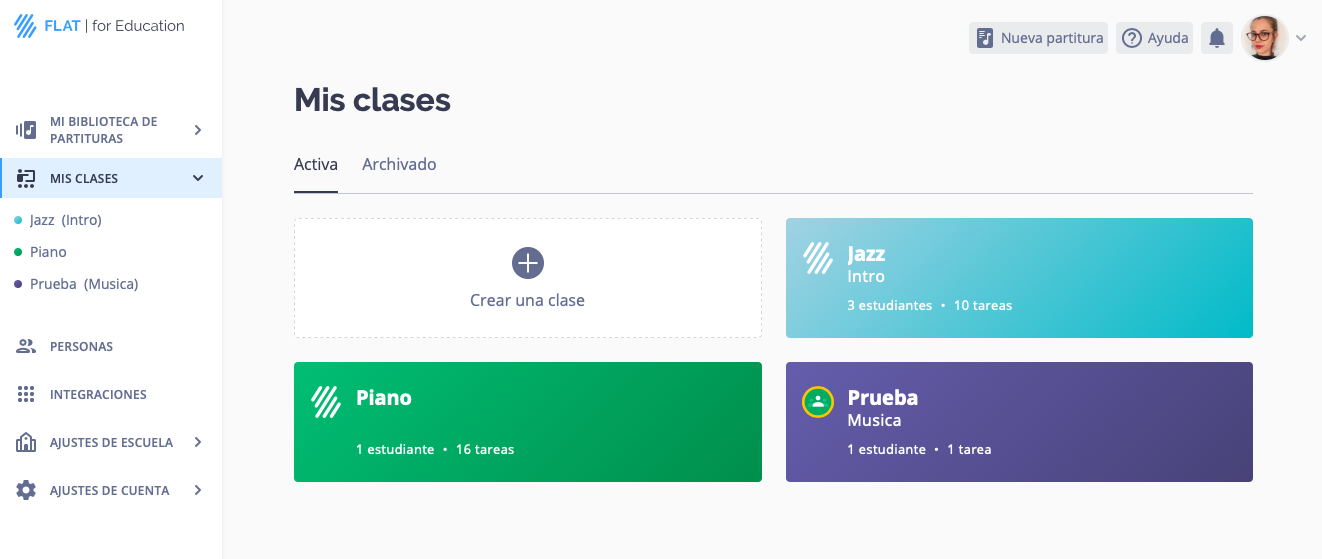 FLAT | for Education
Nueva partitura
Ayuda
MI BIBLIOTECA DE
PARTITURAS
MIS CLASES
Jazz (Intro)
Piano
Prueba (Musica)
PERSONAS
INTEGRACIONES
AJUSTES DE ESCUELA
AJUSTES DE CUENTA
Mis clases
Activa
Archivado
Crear una clase
Jazz
Intro
3 estudiantes • 10 tareas
Piano
1 estudiante • 16 tareas
Prueba
Musica
1 estudiante • 1 tarea